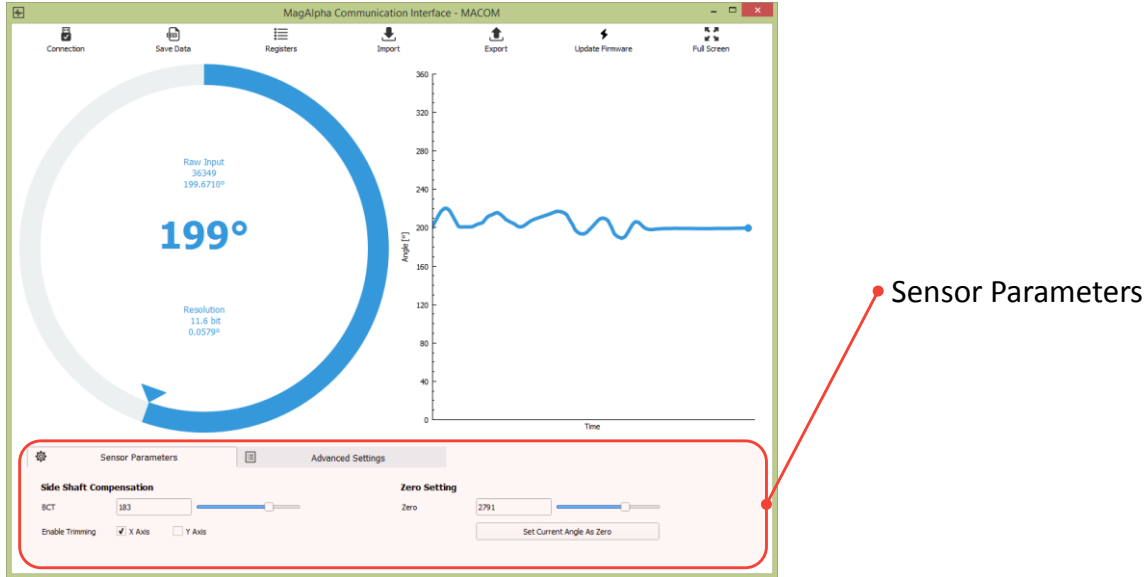 MagAlpha Communication Interface - MACOM
Connection Save Data Registers Import Export Update Firmware Full Screen
Raw Input
36349
199.6710°
199°
Resolution
11.6 bit
0.0579°
360
320
280
240
200
160
120
80
40
0
Angle [°]
Time
Sensor Parameters
Sensor Parameters Advanced Settings
Side Shaft Compensation Zero Setting
BCT 183 Zero 2791
Enable Trimming X Axis Y Axis Set Current Angle As Zero